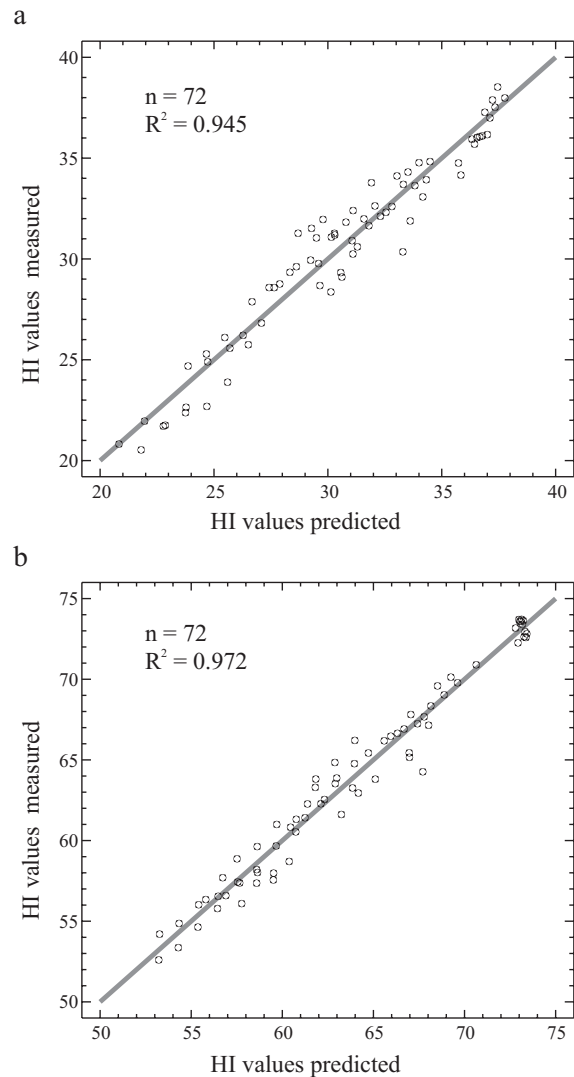 a
40
35
30
25
20
HI values measured
n = 72
R² = 0.945
20 25 30 35 40
HI values predicted
b
75
70
65
60
55
50
HI values measured
n = 72
R² = 0.972
50 55 60 65 70 75
HI values predicted